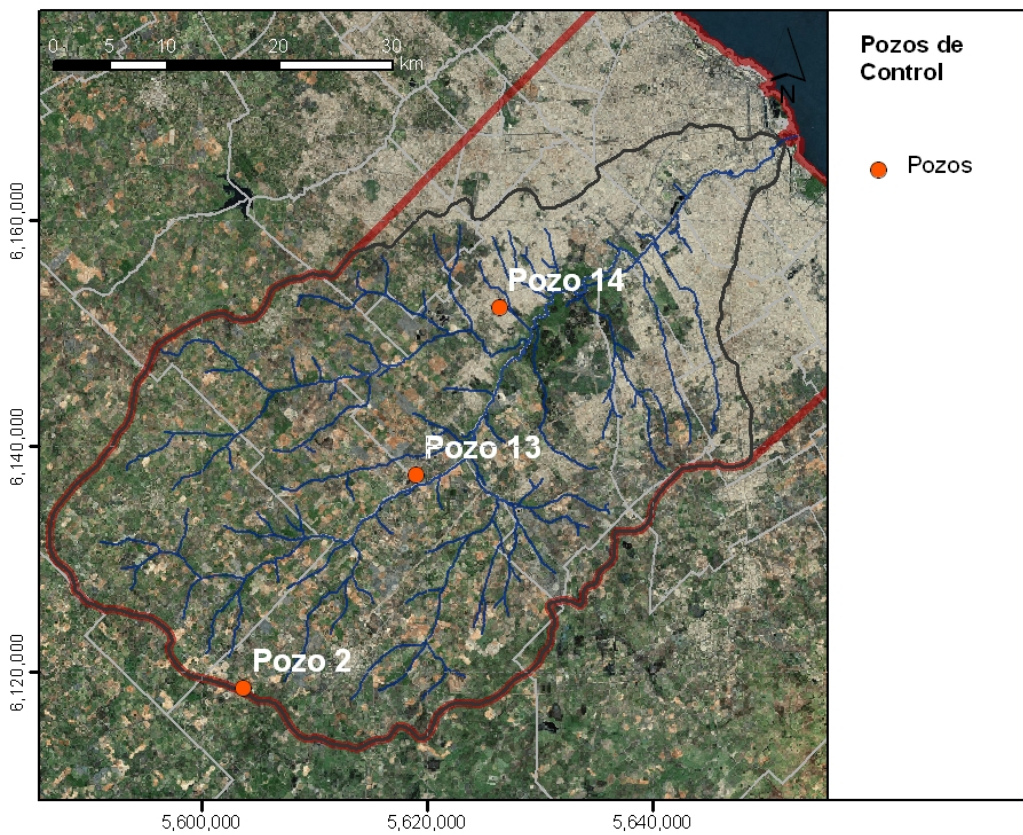 0 5 10 20 30
km
N
Pozos de
Control
Pozos
6,160,000
6,140,000
6,120,000
Pozo 14
Pozo 13
Pozo 2
5,600,000 5,620,000 5,640,000